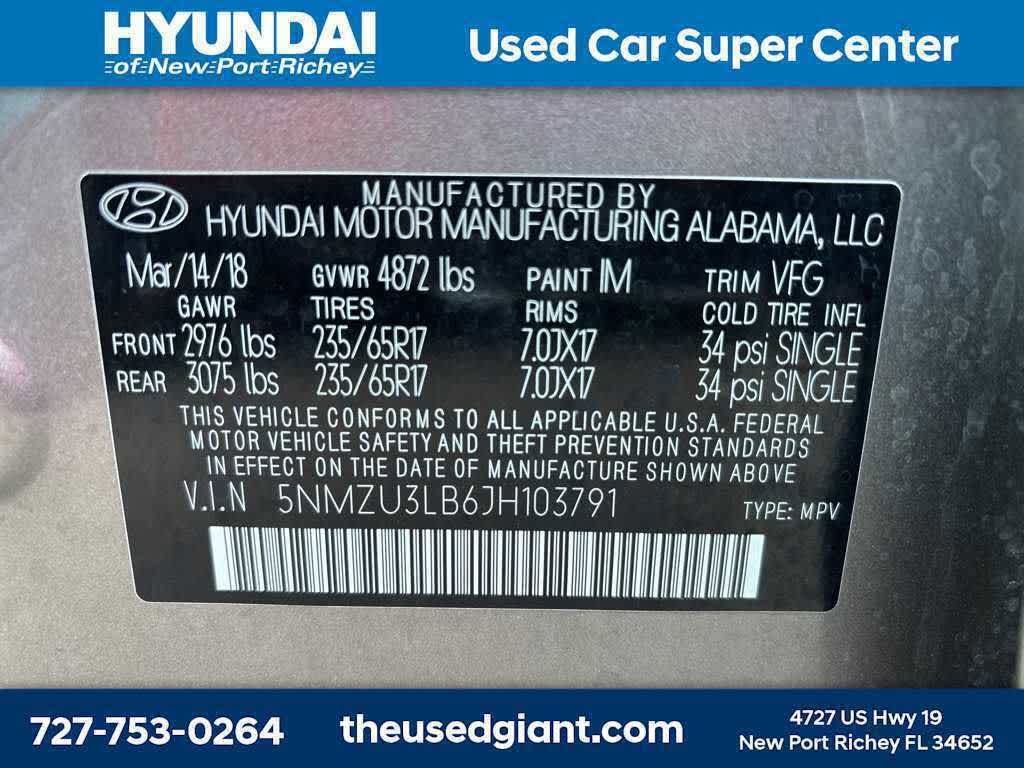 HYUNDAI
of New Port Richey
Used Car Super Center
MANUFACTURED BY
HYUNDAI MOTOR MANUFACTURING ALABAMA, LLC
Mar/14/18 GVWR 4872 lbs PAINT IM TRIM VFG
GAWR TIRES RIMS COLD TIRE INFL
FRONT 2976 lbs 235/65R17 7.0JX17 34 psi SINGLE
REAR 3075 lbs 235/65R17 7.0JX17 34 psi SINGLE
THIS VEHICLE CONFORMS TO ALL APPLICABLE U.S.A. FEDERAL
MOTOR VEHICLE SAFETY AND THEFT PREVENTION STANDARDS
IN EFFECT ON THE DATE OF MANUFACTURE SHOWN ABOVE
V.I.N 5NMZU3LB6JH103791 TYPE: MPV
727-753-0264
theusedgiant.com
4727 US Hwy 19
New Port Richey FL 34652